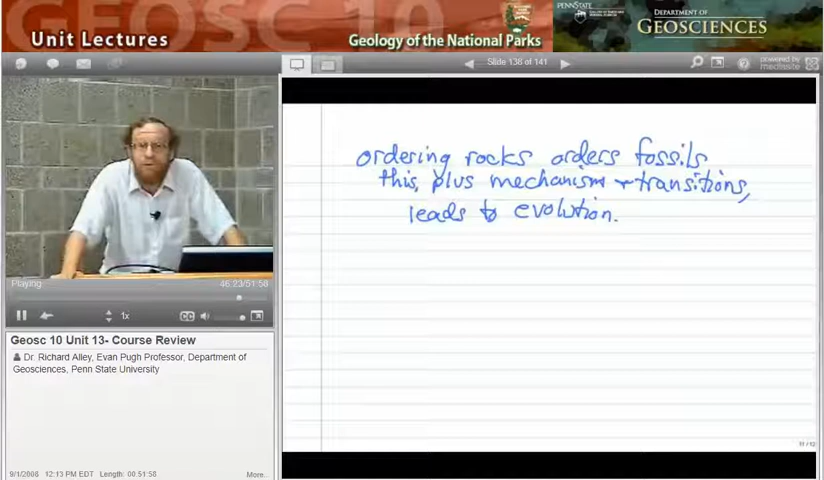 GEOSC 10
Unit Lectures
Geology of the National Parks
PENNSTATE
DEPARTMENT OF
GEOSCIENCES
Slide 138 of 141
powered by
mediasite
ordering rocks orders fossils
this, plus mechanism + transitions,
leads to evolution.
Playing
46:23/51:58
1x
CC
Geosc 10 Unit 13- Course Review
Dr. Richard Alley, Evan Pugh Professor, Department of
Geosciences, Penn State University
9/1/2008 12:13 PM EDT Length: 00:51:58
More...